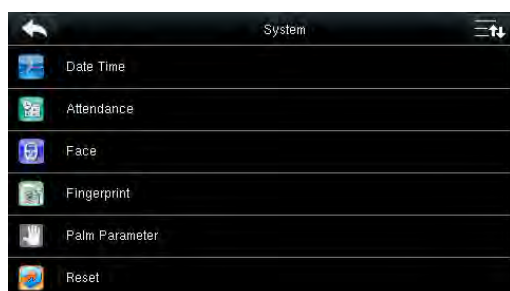 System
Date Time
Attendance
Face
Fingerprint
Palm Parameter
Reset